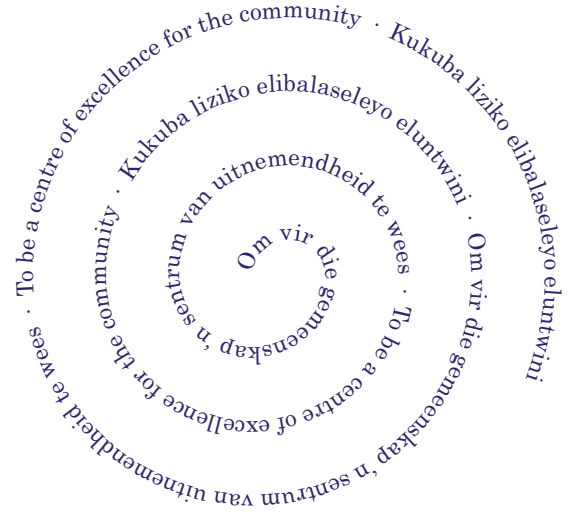 Om vir die gemeenskap 'n sentrum van uitnemendheid te wees · To be a centre of excellence for the community · Kukuba liziko elibalaseleyo eluntwini · Om vir die gemeenskap 'n sentrum van uitnemendheid te wees · To be a centre of excellence for the community · Kukuba liziko elibalaseleyo eluntwini